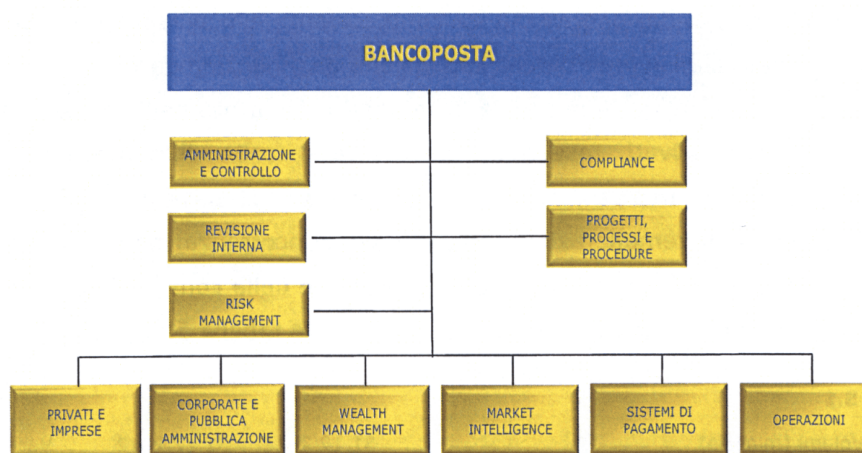 BANCOPOSTA
AMMINISTRAZIONE
E CONTROLLO
COMPLIANCE
REVISIONE
INTERNA
PROGETTI,
PROCESSI E
PROCEDURE
RISK
MANAGEMENT
PRIVATI E
IMPRESE
CORPORATE E
PUBBLICA
AMMINISTRAZIONE
WEALTH
MANAGEMENT
MARKET
INTELLIGENCE
SISTEMI DI
PAGAMENTO
OPERAZIONI